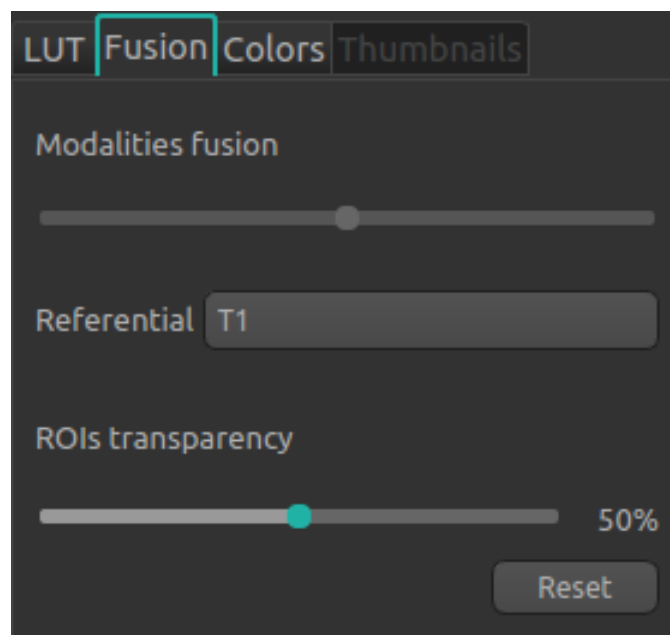 LUT Fusion Colors Thumbnails
Modalities fusion
Referential T1
ROIs transparency
50%
Reset